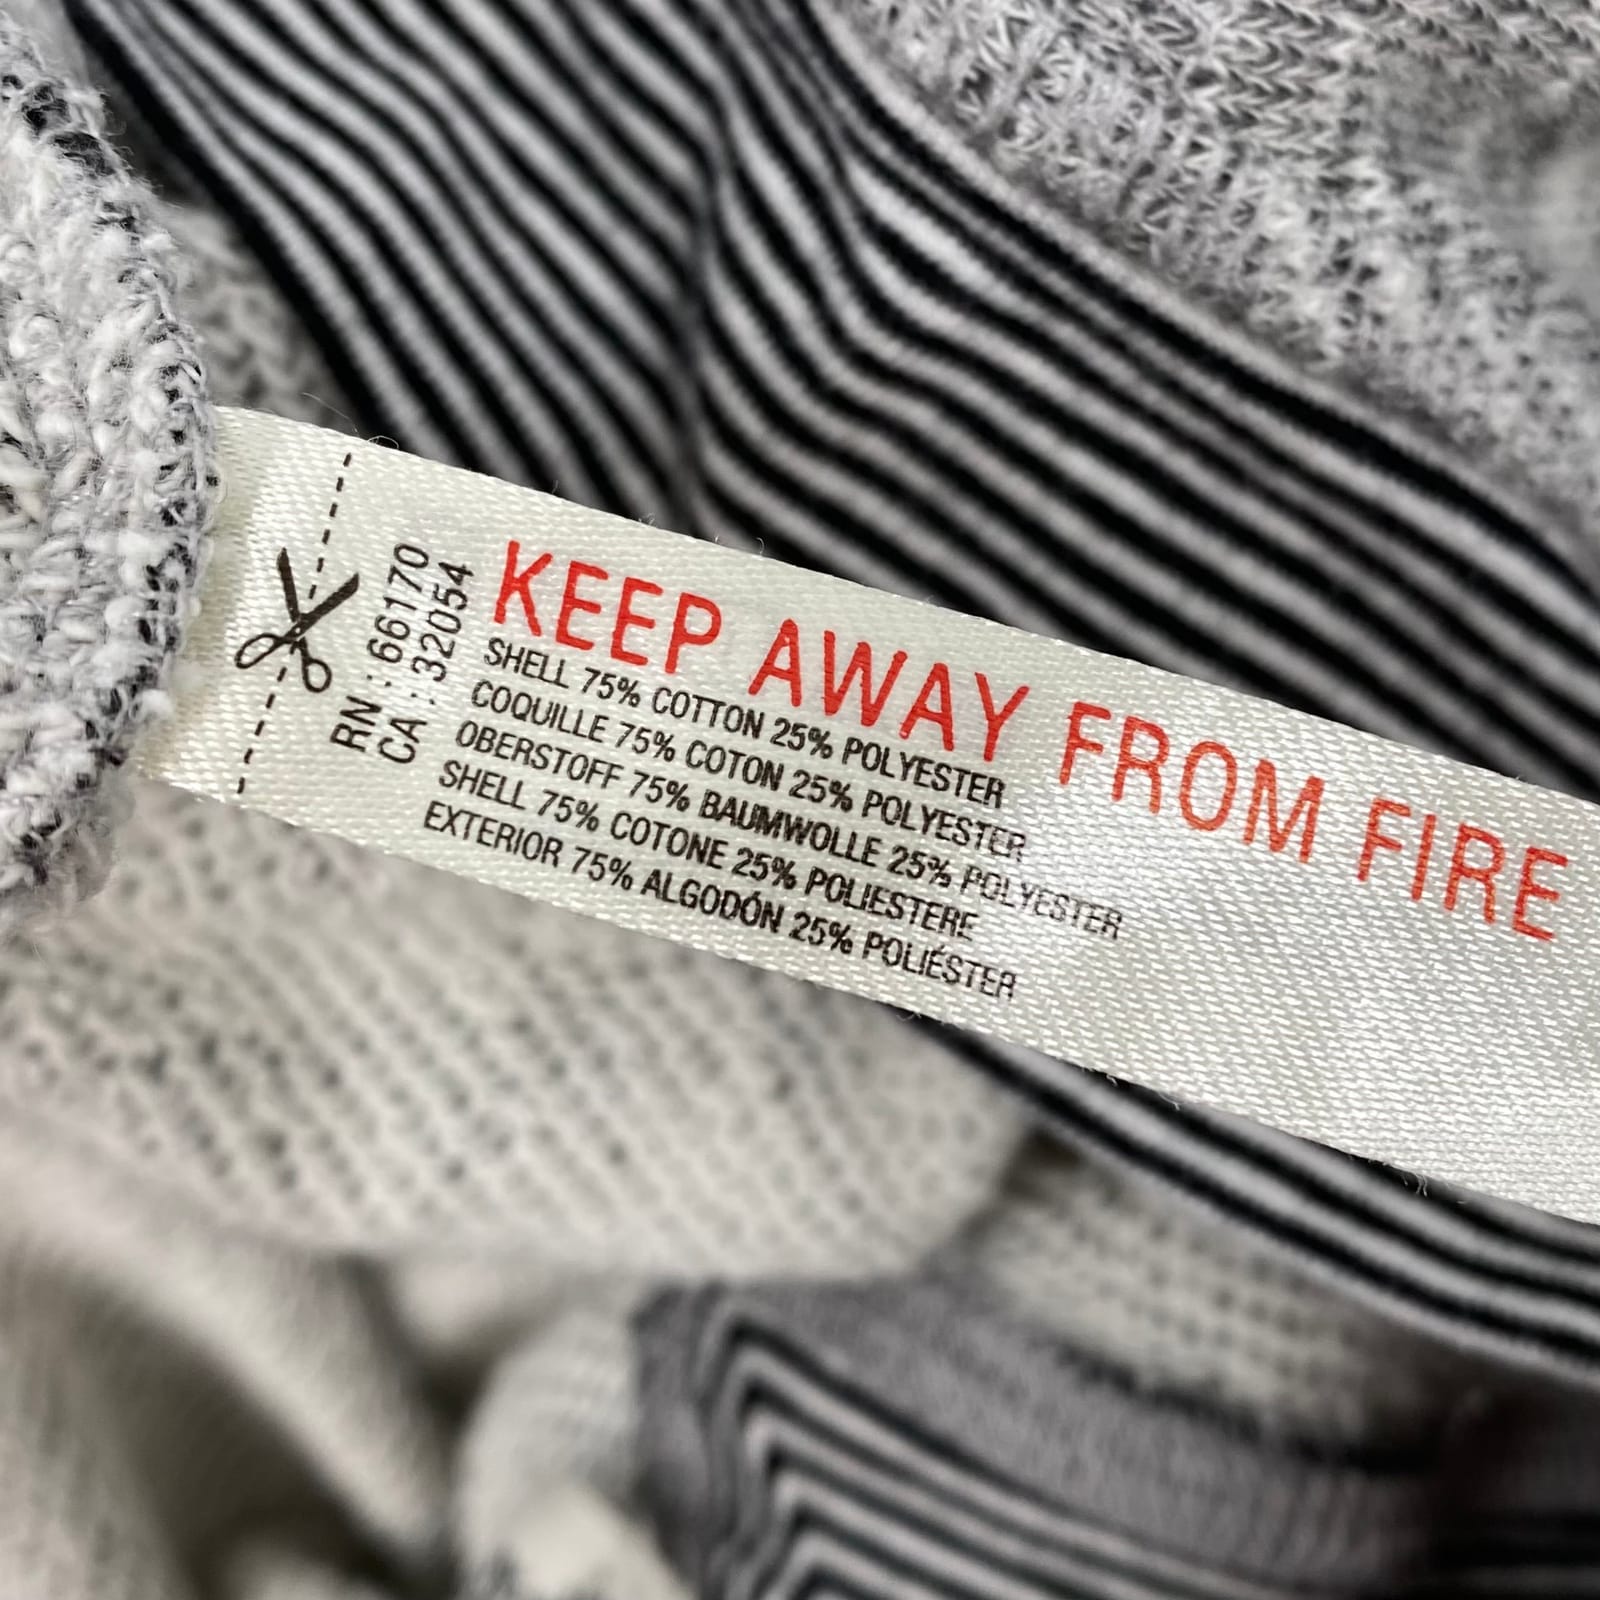 RN : 66170
CA : 32054
KEEP AWAY FROM FIRE
SHELL 75% COTTON 25% POLYESTER
COQUILLE 75% COTON 25% POLYESTER
OBERSTOFF 75% BAUMWOLLE 25% POLYESTER
SHELL 75% COTONE 25% POLIESTERE
EXTERIOR 75% ALGODÓN 25% POLIÉSTER